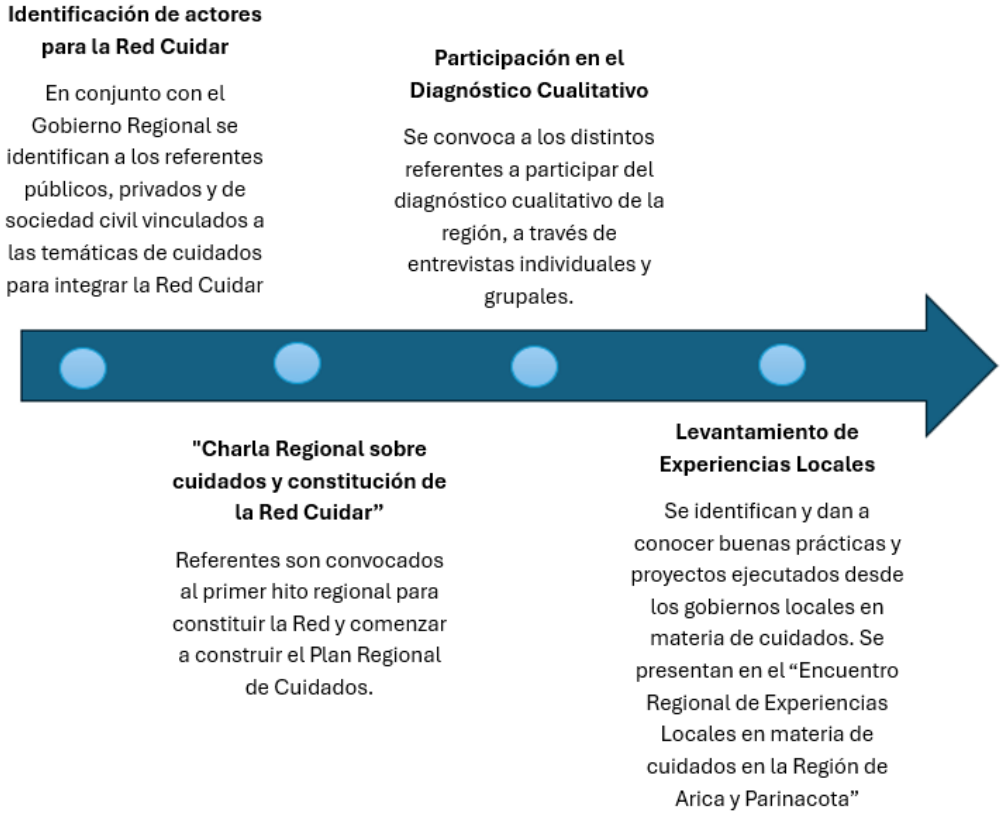 Identificación de actores
para la Red Cuidar
En conjunto con el
Gobierno Regional se
identifican a los referentes
públicos, privados y de
sociedad civil vinculados a
las temáticas de cuidados
para integrar la Red Cuidar
"Charla Regional sobre
cuidados y constitución de
la Red Cuidar”
Referentes son convocados
al primer hito regional para
constituir la Red y comenzar
a construir el Plan Regional
de Cuidados.
Participación en el
Diagnóstico Cualitativo
Se convoca a los distintos
referentes a participar del
diagnóstico cualitativo de la
región, a través de
entrevistas individuales y
grupales.
Levantamiento de
Experiencias Locales
Se identifican y dan a
conocer buenas prácticas y
proyectos ejecutados desde
los gobiernos locales en
materia de cuidados. Se
presentan en el “Encuentro
Regional de Experiencias
Locales en materia de
cuidados en la Región de
Arica y Parinacota”